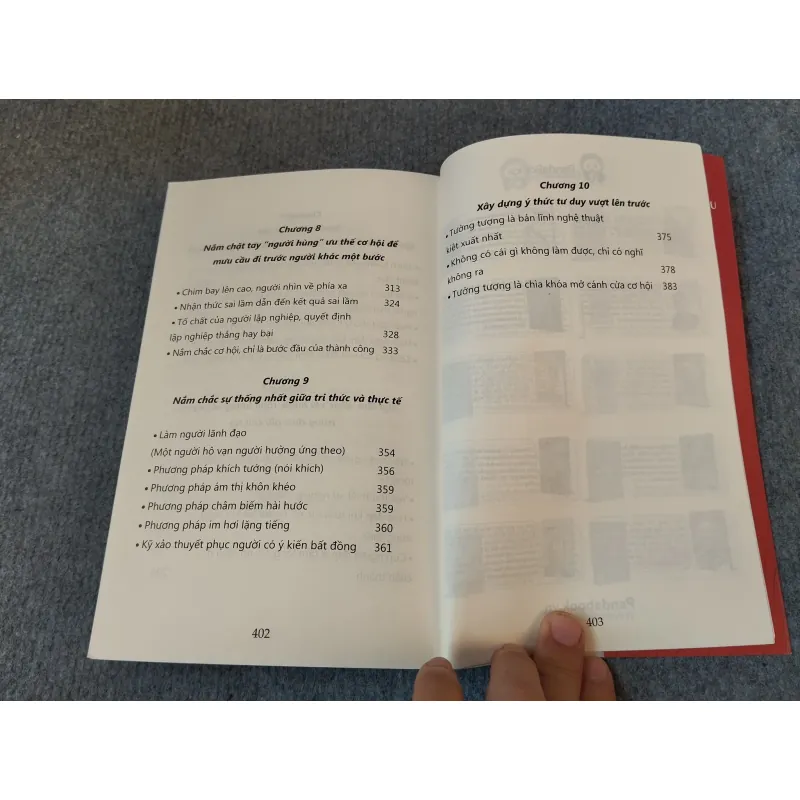 Chương 8
Nắm chặt tay "người hùng" ưu thế cơ hội để
mưu cầu đi trước người khác một bước
• Chim bay lên cao, người nhìn về phía xa 313
• Nhận thức sai lầm dẫn đến kết quả sai lầm 324
• Tố chất của người lập nghiệp, quyết định
lập nghiệp thắng hay bại 328
• Nắm chắc cơ hội, chỉ là bước đầu của thành công 333
Chương 9
Nắm chắc sự thống nhất giữa tri thức và thực tế
• Làm người lãnh đạo
(Một người hô vạn người hưởng ứng theo) 354
• Phương pháp khích tướng (nói khích) 356
• Phương pháp ám thị khôn khéo 359
• Phương pháp châm biếm hài hước 359
• Phương pháp im hơi lặng tiếng 360
• Kỹ xảo thuyết phục người có ý kiến bất đồng 361
402
Chương 10
Xây dựng ý thức tư duy vượt lên trước
• Tưởng tượng là bản lĩnh nghệ thuật
kiệt xuất nhất 375
• Không có cái gì không làm được, chỉ có nghĩ
không ra 378
• Tưởng tượng là chìa khóa mở cánh cửa cơ hội 383
Pandabook
403
U